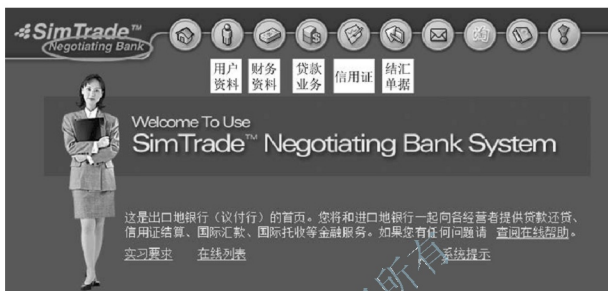 SimTrade™
Negotiating Bank
用户资料 财务资料 贷款业务 信用证 结汇单据
Welcome To Use
SimTrade™ Negotiating Bank System
这是出口地银行（议付行）的首页。您将和进口地银行一起向各经营者提供贷款还贷、
信用证结算、国际汇款、国际托收等金融服务。如果您有任何问题请 查阅在线帮助。
实习要求 在线列表 系统提示
所有